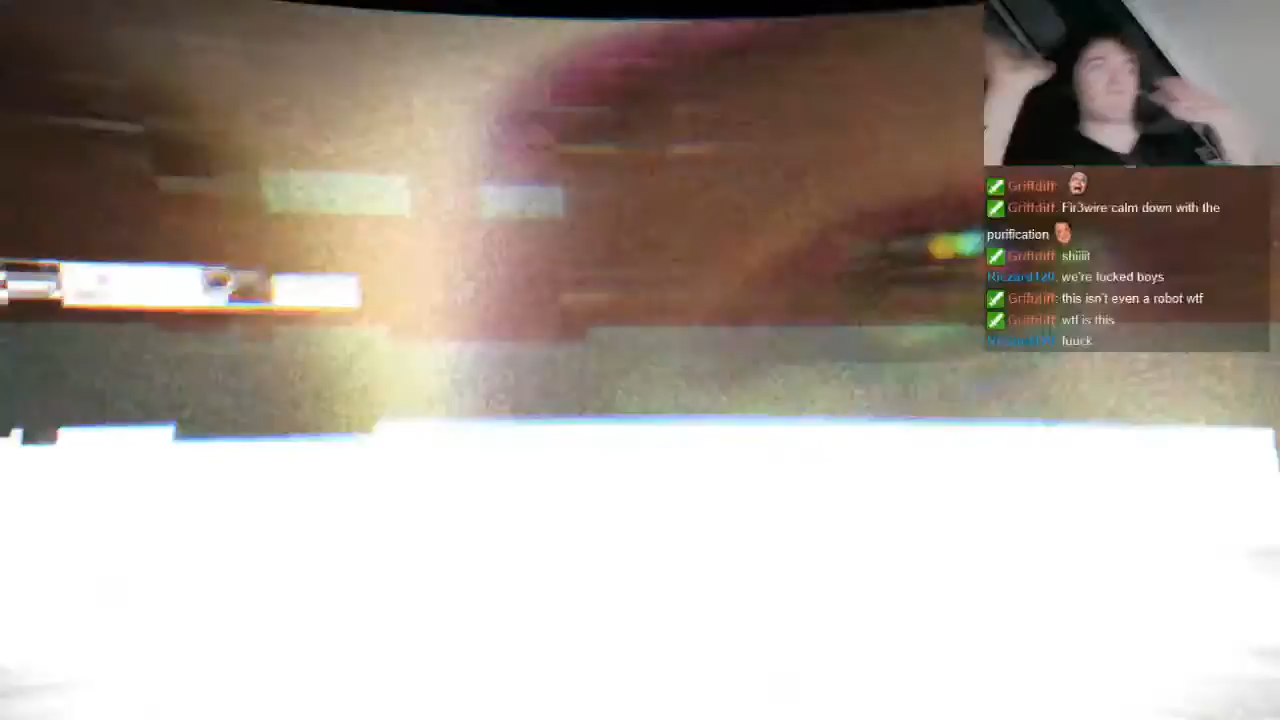 Griffdiff:
Griffdiff: Fir3wire calm down with the
purification
Griffdiff: shiiiit
we're fucked boys
Griffdiff: this isn't even a robot wtf
Griffdiff: wtf is this
fuuck